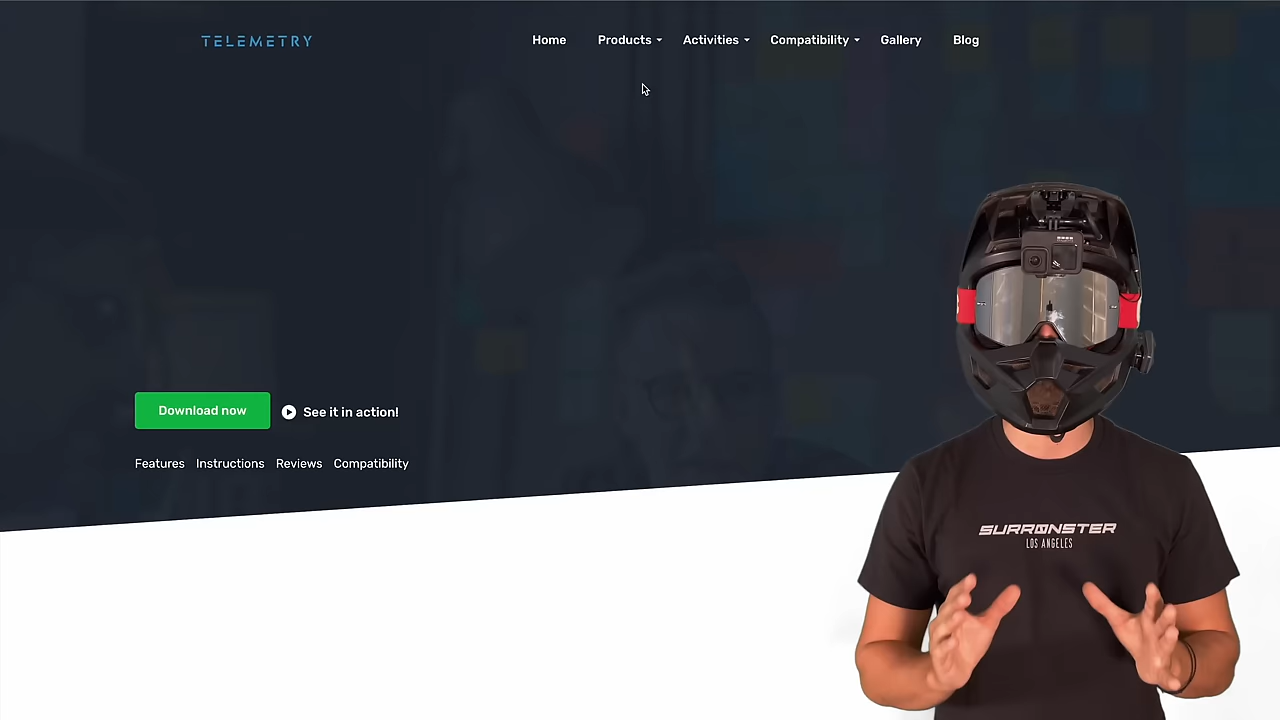 TELEMETRY
Home Products Activities Compatibility Gallery Blog
Download now See it in action!
Features Instructions Reviews Compatibility
SURRONSTER
LOS ANGELES